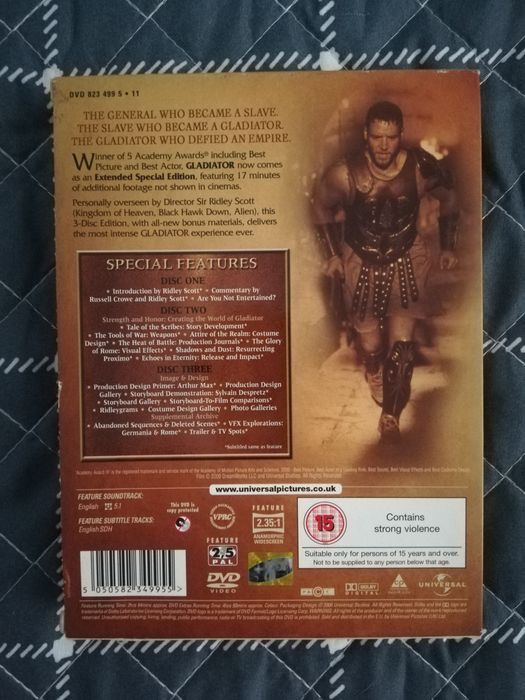 DVD 823 499 5 • 11
THE GENERAL WHO BECAME A SLAVE.
THE SLAVE WHO BECAME A GLADIATOR.
THE GLADIATOR WHO DEFIED AN EMPIRE.
Winner of 5 Academy Awards® including Best
Picture and Best Actor, GLADIATOR now comes
as an Extended Special Edition, featuring 17 minutes
of additional footage not shown in cinemas.
Personally overseen by Director Sir Ridley Scott
(Kingdom of Heaven, Black Hawk Down, Alien), this
3-Disc Edition, with all-new bonus materials, delivers
the most intense GLADIATOR experience ever.
SPECIAL FEATURES
DISC ONE
• Introduction by Ridley Scott* • Commentary by
Russell Crowe and Ridley Scott* • Are You Not Entertained?
DISC TWO
Strength and Honor: Creating the World of Gladiator
• Tale of the Scribes: Story Development*
• The Tools of War: Weapons* • Attire of the Realm: Costume
Design* • The Heat of Battle: Production Journals* • The Glory
of Rome: Visual Effects* • Shadows and Dust: Resurrecting
Proximo* • Echoes in Eternity: Release and Impact*
DISC THREE
Image & Design
• Production Design Primer: Arthur Max* • Production Design
Gallery • Storyboard Demonstration: Sylvain Despretz*
• Storyboard Gallery • Storyboard-To-Film Comparisons*
• Ridleygrams • Costume Design Gallery • Photo Galleries
Supplemental Archive
• Abandoned Sequences & Deleted Scenes* • VFX Explorations:
Germania & Rome* • Trailer & TV Spots*
*Subtitled same as feature
www.universalpictures.co.uk
FEATURE SOUNDTRACK:
English 5.1
FEATURE SUBTITLE TRACKS:
English SDH
This DVD is
copy protected
VPRC
FEATURE
2.35:1
ANAMORPHIC
WIDESCREEN
FEATURE
2,5
PAL
15
Contains
strong violence
Suitable only for persons of 15 years and over.
Not to be supplied to any person below that age.
5 050582 349955 >
DVD
VIDEO
DOLBY
DIGITAL
UNIVERSAL